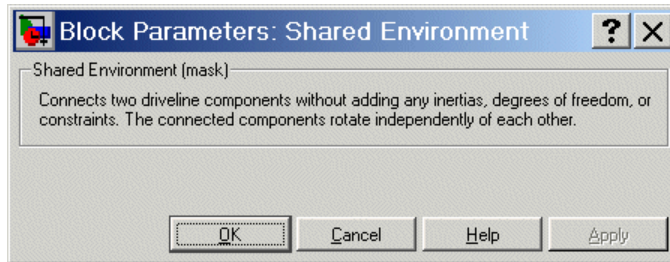 Block Parameters: Shared Environment ? X
Shared Environment (mask)
Connects two driveline components without adding any inertias, degrees of freedom, or
constraints. The connected components rotate independently of each other.
OK Cancel Help Apply